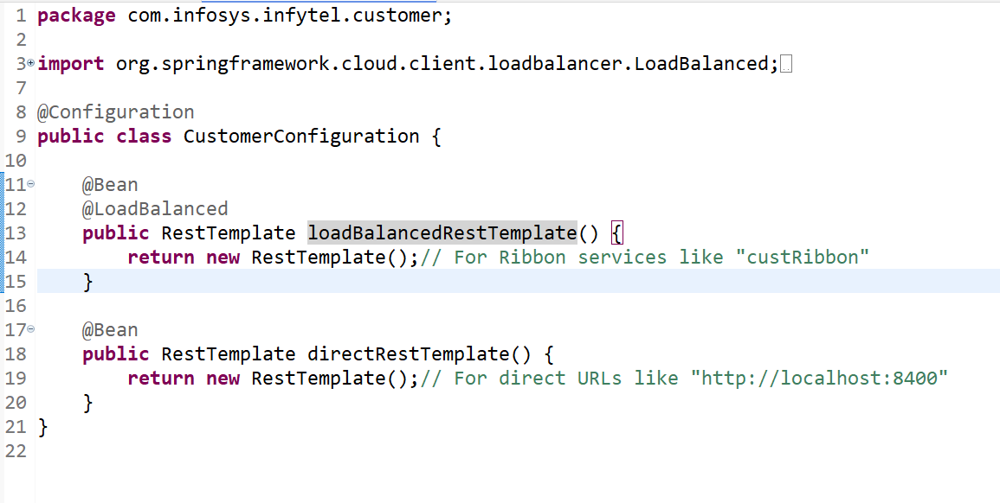 1 package com.infosys.infytel.customer;
2
3 import org.springframework.cloud.client.loadbalancer.LoadBalanced;
7
8 @Configuration
9 public class CustomerConfiguration {
10
11 @Bean
12 @LoadBalanced
13 public RestTemplate loadBalancedRestTemplate() {
14 return new RestTemplate();// For Ribbon services like "custRibbon"
15 }
16
17 @Bean
18 public RestTemplate directRestTemplate() {
19 return new RestTemplate();// For direct URLs like "http://localhost:8400"
20 }
21 }
22